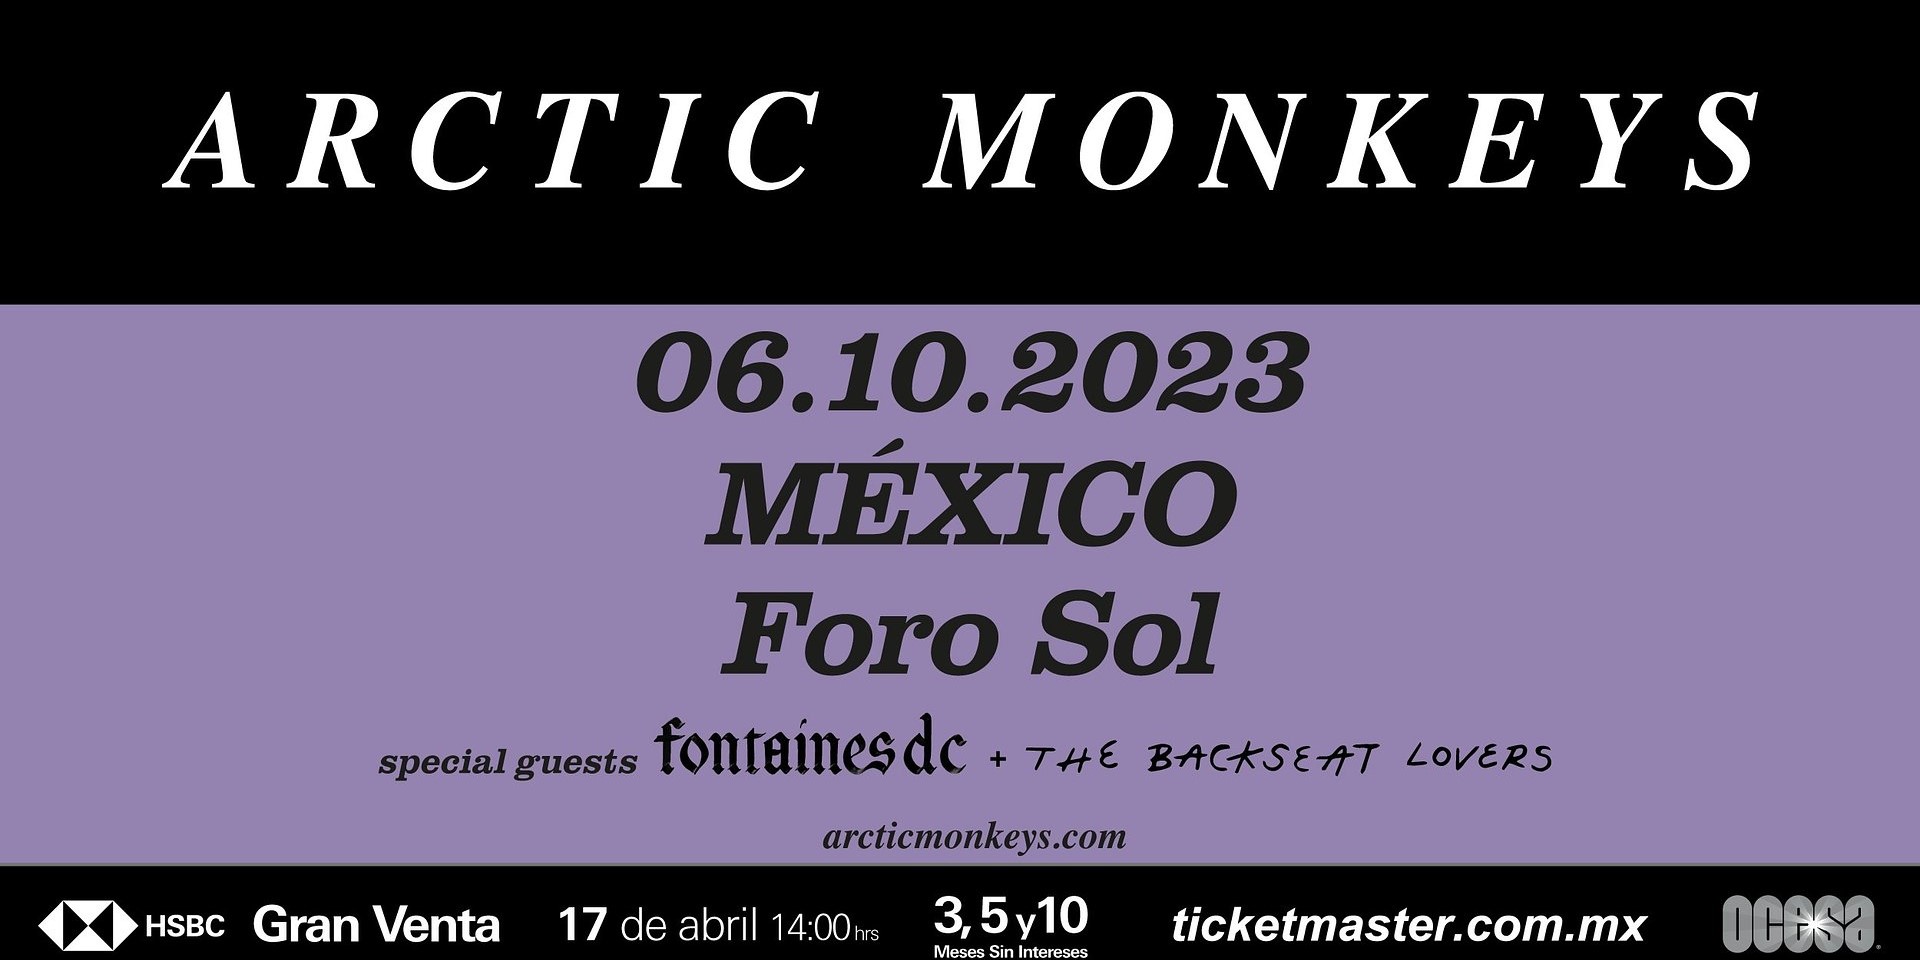 ARCTIC MONKEYS
06.10.2023
MÉXICO
Foro Sol
special guests fontaines dc + THE BACKSEAT LOVERS
arcticmonkeys.com
HSBC Gran Venta 17 de abril 14:00 hrs 3, 5 y 10 ticketmaster.com.mx ocesa
Meses Sin Intereses